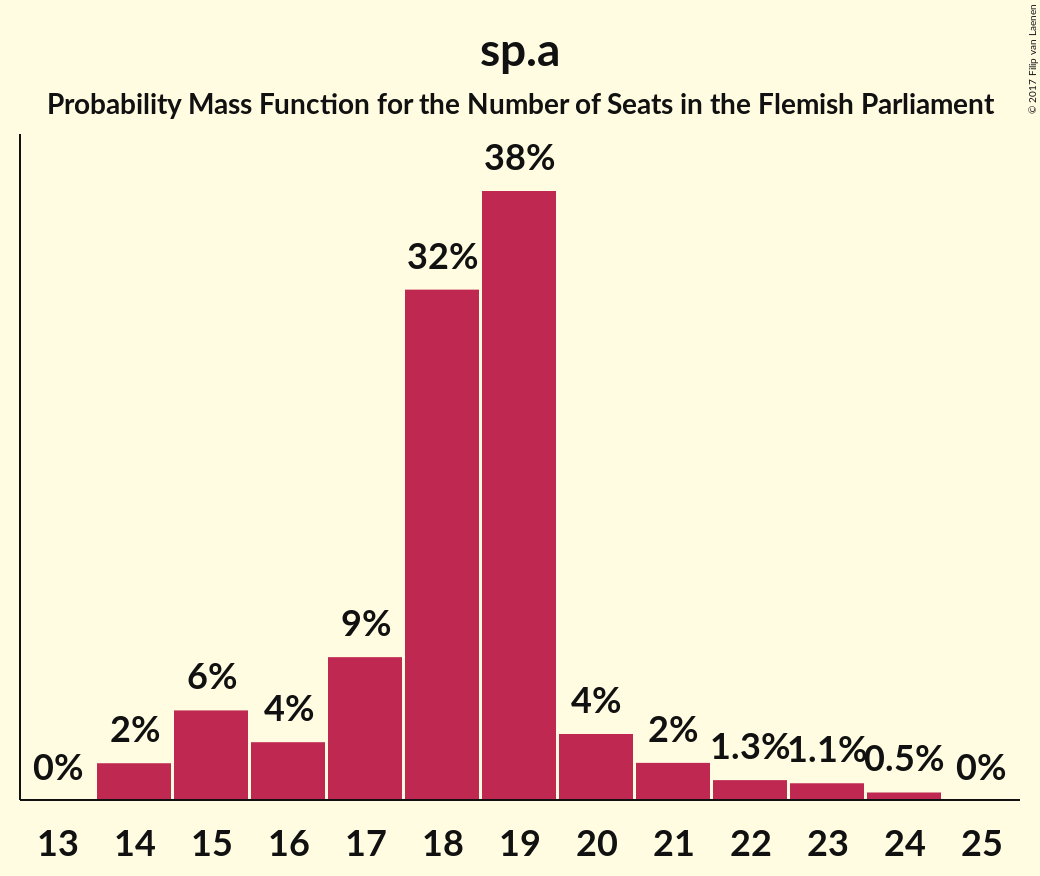 sp.a
Probability Mass Function for the Number of Seats in the Flemish Parliament
© 2017 Filip van Laenen
0% 2% 6% 4% 9% 32% 38% 4% 2% 1.3% 1.1% 0.5% 0%
13 14 15 16 17 18 19 20 21 22 23 24 25